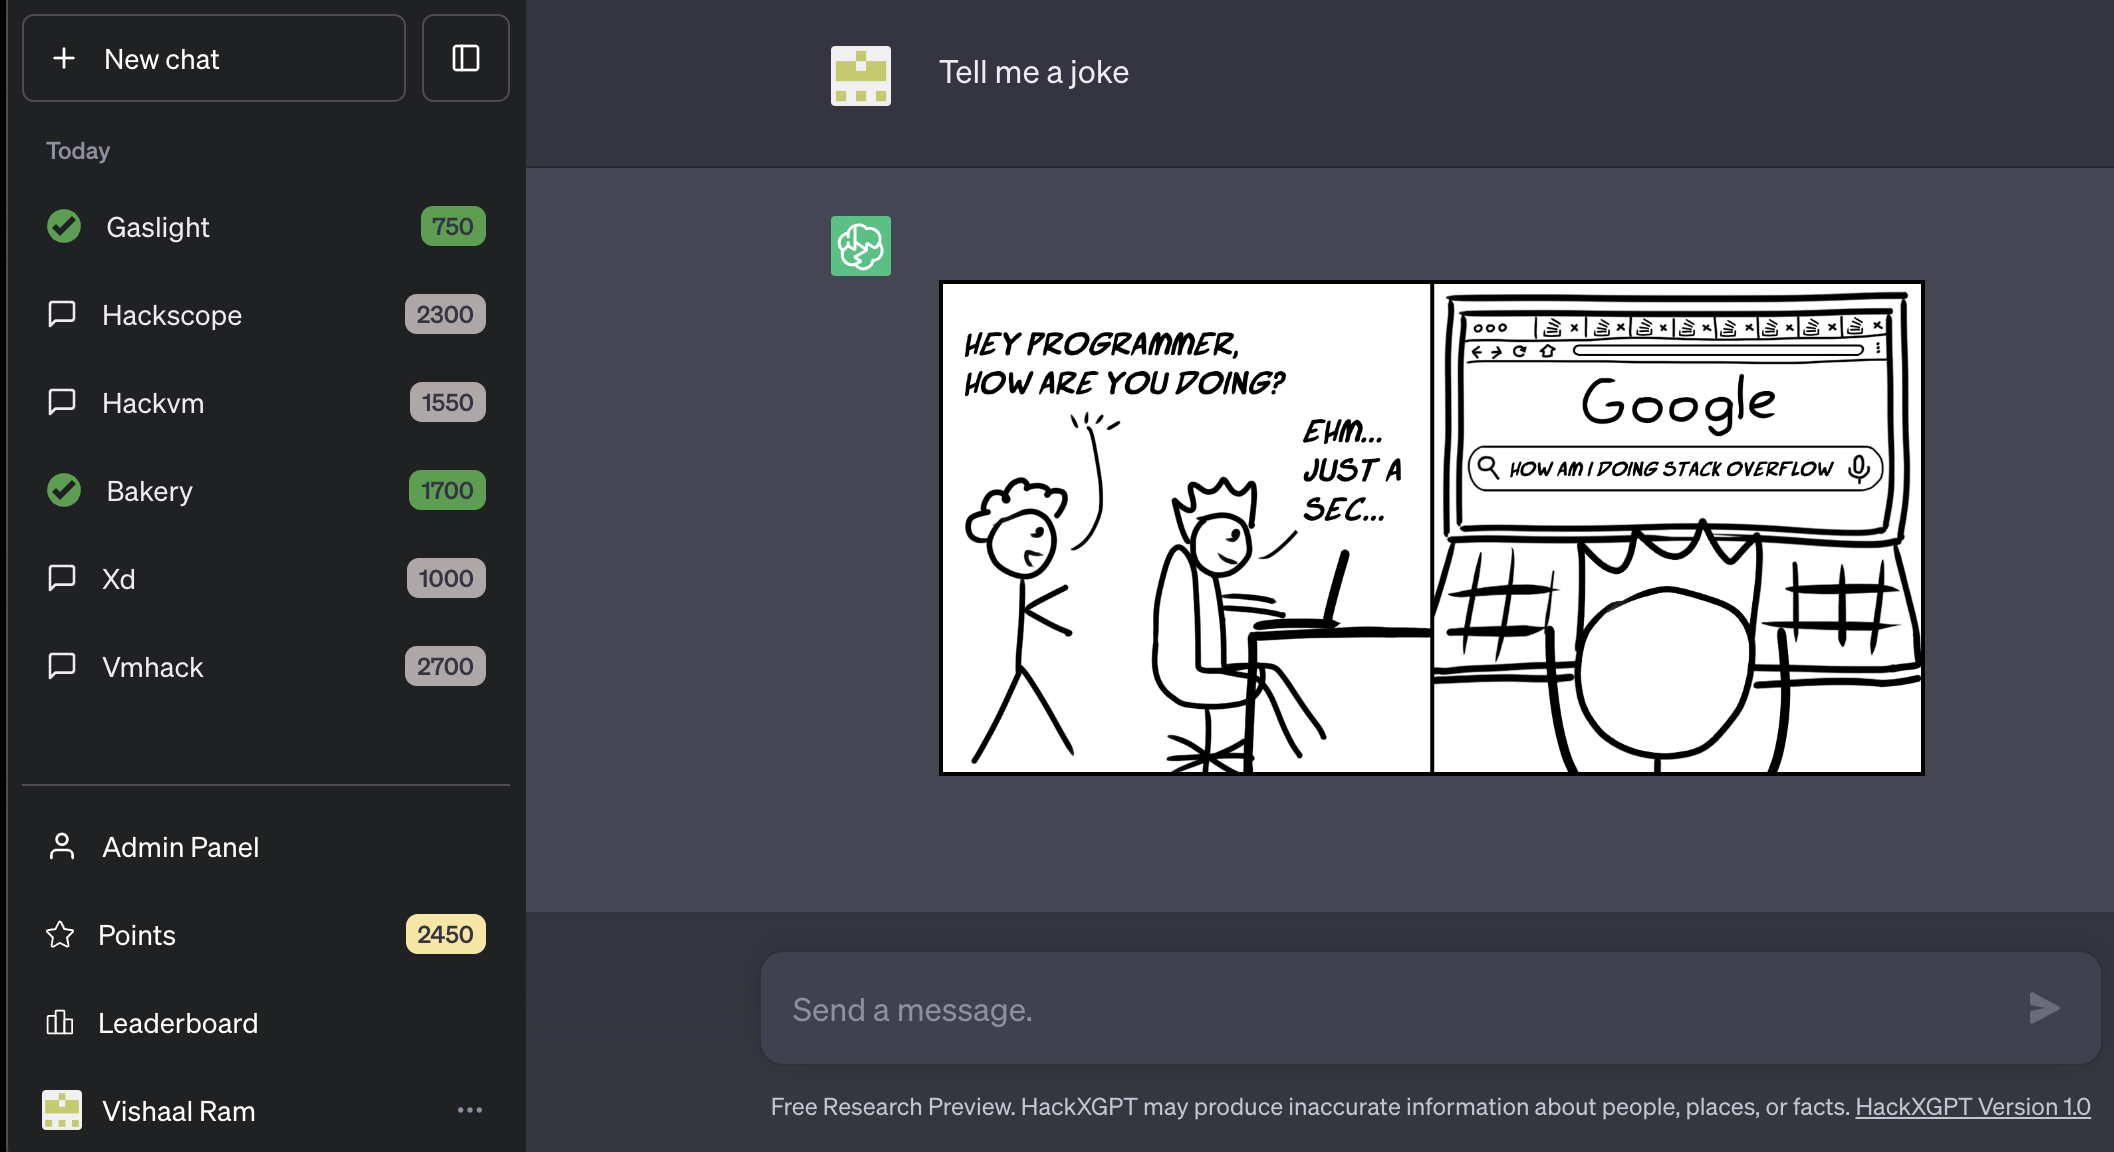 New chat
Today
Gaslight 750
Hackscope 2300
Hackvm 1550
Bakery 1700
Xd 1000
Vmhack 2700
Admin Panel
Points 2450
Leaderboard
Vishaal Ram
Tell me a joke
HEY PROGRAMMER,
HOW ARE YOU DOING?
EHM...
JUST A
SEC...
Google
HOW AM I DOING STACK OVERFLOW
Send a message.
Free Research Preview. HackXGPT may produce inaccurate information about people, places, or facts. HackXGPT Version 1.0